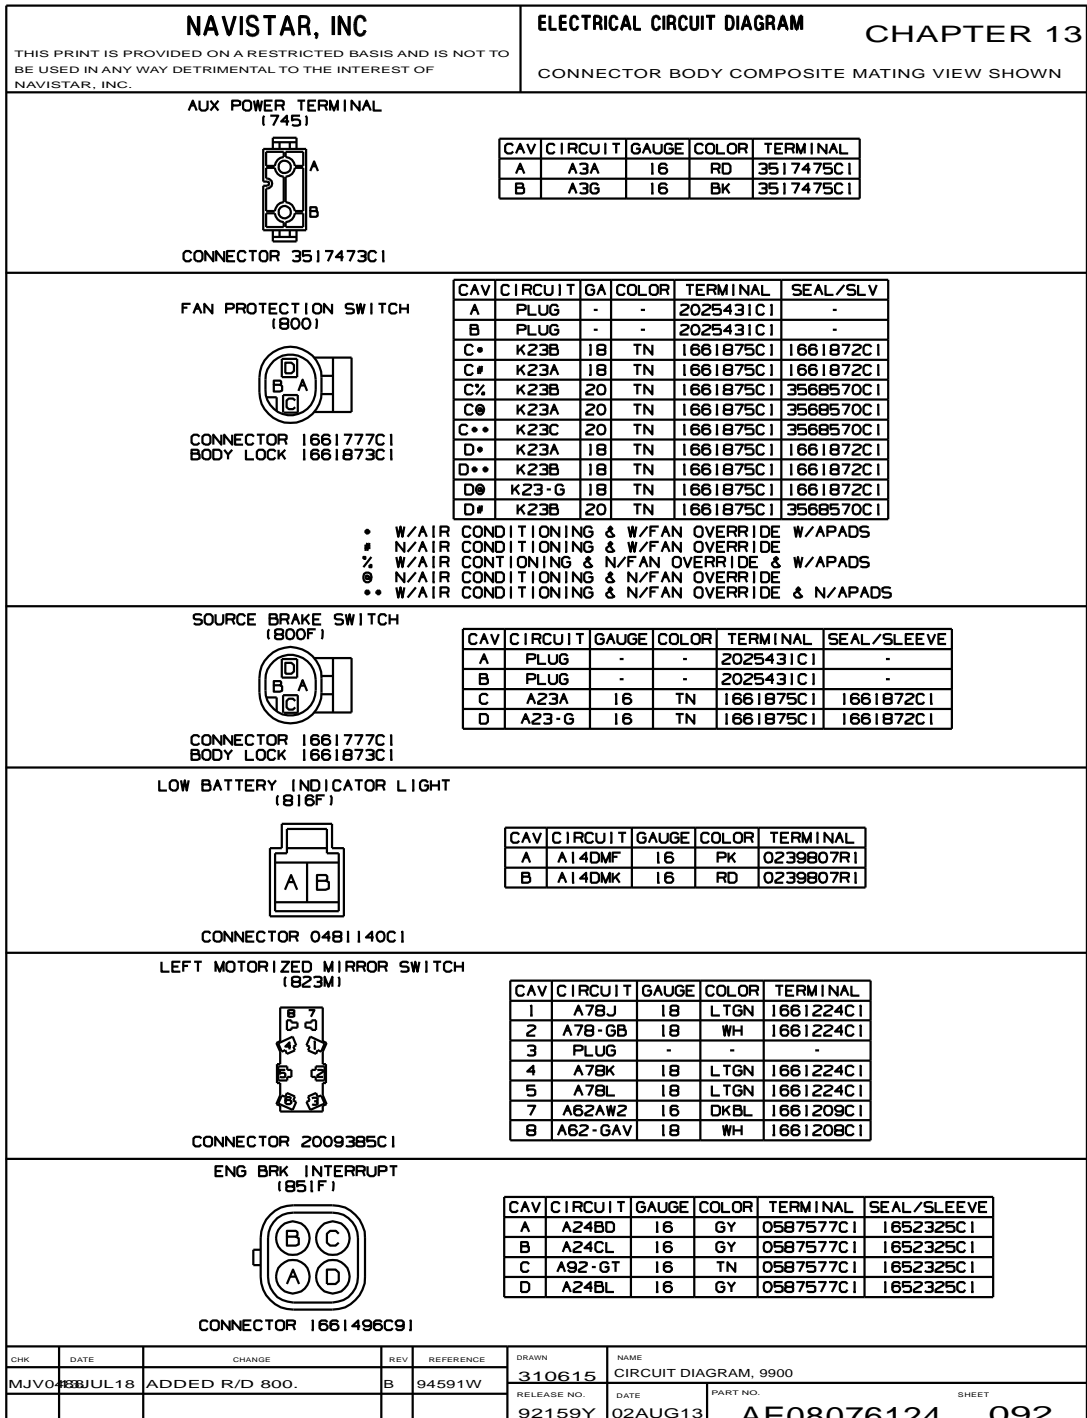 NAVISTAR, INC
THIS PRINT IS PROVIDED ON A RESTRICTED BASIS AND IS NOT TO
BE USED IN ANY WAY DETRIMENTAL TO THE INTEREST OF
NAVISTAR, INC.
ELECTRICAL CIRCUIT DIAGRAM
CHAPTER 13
CONNECTOR BODY COMPOSITE MATING VIEW SHOWN
AUX POWER TERMINAL
(745)
A
B
CONNECTOR 3517473C1
CAV CIRCUIT GAUGE COLOR TERMINAL
A A3A 16 RD 3517475C1
B A3G 16 BK 3517475C1
FAN PROTECTION SWITCH
(800)
D
B A
C
CONNECTOR 1661777C1
BODY LOCK 1661873C1
CAV CIRCUIT GA COLOR TERMINAL SEAL/SLV
A PLUG - - 2025431C1 -
B PLUG - - 2025431C1 -
C* K23B 18 TN 1661875C1 1661872C1
C# K23A 18 TN 1661875C1 1661872C1
C% K23B 20 TN 1661875C1 3568570C1
C@ K23A 20 TN 1661875C1 3568570C1
C** K23C 20 TN 1661875C1 3568570C1
D* K23A 18 TN 1661875C1 1661872C1
D** K23B 18 TN 1661875C1 1661872C1
D@ K23-G 18 TN 1661875C1 1661872C1
D# K23B 20 TN 1661875C1 3568570C1
* W/AIR CONDITIONING & W/FAN OVERRIDE W/APADS
# N/AIR CONDITIONING & W/FAN OVERRIDE
% W/AIR CONTIONING & N/FAN OVERRIDE & W/APADS
@ N/AIR CONDITIONING & N/FAN OVERRIDE
** W/AIR CONDITIONING & N/FAN OVERRIDE & N/APADS
SOURCE BRAKE SWITCH
(800F)
D
B A
C
CONNECTOR 1661777C1
BODY LOCK 1661873C1
CAV CIRCUIT GAUGE COLOR TERMINAL SEAL/SLEEVE
A PLUG - - 2025431C1 -
B PLUG - - 2025431C1 -
C A23A 16 TN 1661875C1 1661872C1
D A23-G 16 TN 1661875C1 1661872C1
LOW BATTERY INDICATOR LIGHT
(816F)
A B
CONNECTOR 0481140C1
CAV CIRCUIT GAUGE COLOR TERMINAL
A A14DMF 16 PK 0239807R1
B A14DMK 16 RD 0239807R1
LEFT MOTORIZED MIRROR SWITCH
(823M)
8 7
4 1
5 2
6 3
CONNECTOR 2009385C1
CAV CIRCUIT GAUGE COLOR TERMINAL
1 A78J 18 LTGN 1661224C1
2 A78-GB 18 WH 1661224C1
3 PLUG - - -
4 A78K 18 LTGN 1661224C1
5 A78L 18 LTGN 1661224C1
7 A62AW2 16 DKBL 1661209C1
8 A62-GAV 18 WH 1661208C1
ENG BRK INTERRUPT
(851F)
B C
A D
CONNECTOR 1661496C91
CAV CIRCUIT GAUGE COLOR TERMINAL SEAL/SLEEVE
A A24BD 16 GY 0587577C1 1652325C1
B A24CL 16 GY 0587577C1 1652325C1
C A92-GT 16 TN 0587577C1 1652325C1
D A24BL 16 GY 0587577C1 1652325C1
CHK DATE CHANGE REV REFERENCE
ADDED R/D 800. B 94591W
DRAWN
310615
NAME
CIRCUIT DIAGRAM, 9900
RELEASE NO.
92159Y
DATE
02AUG13
PART NO.
AE08076124
SHEET
092